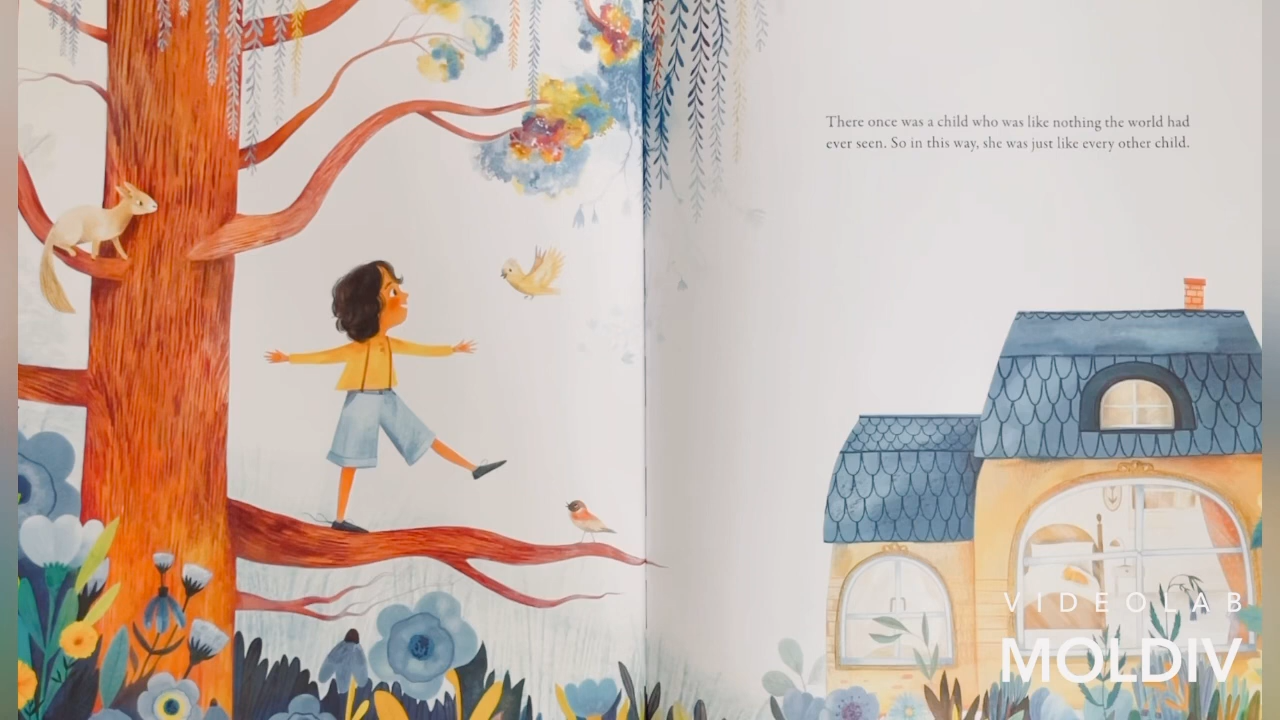 There once was a child who was like nothing the world had
ever seen. So in this way, she was just like every other child.
VIDEOLAB
MOLDIV